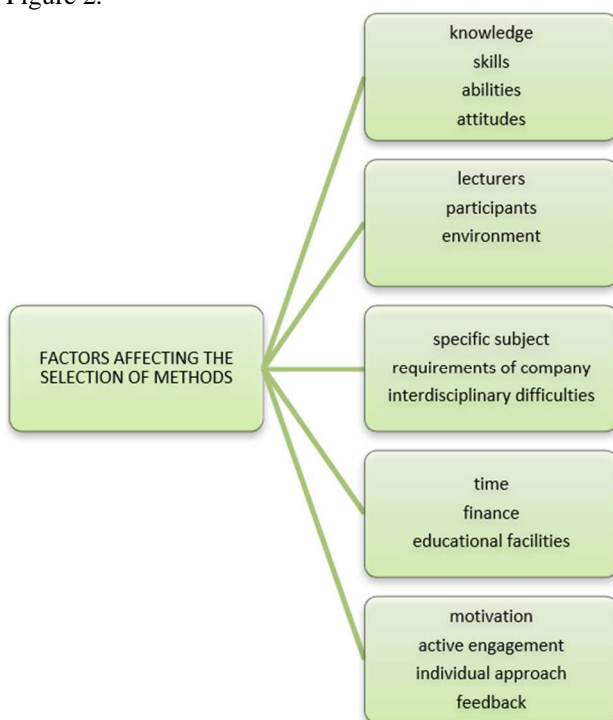 Figure 2.
knowledge
skills
abilities
attitudes
lecturers
participants
environment
FACTORS AFFECTING THE
SELECTION OF METHODS
specific subject
requirements of company
interdisciplinary difficulties
time
finance
educational facilities
motivation
active engagement
individual approach
feedback